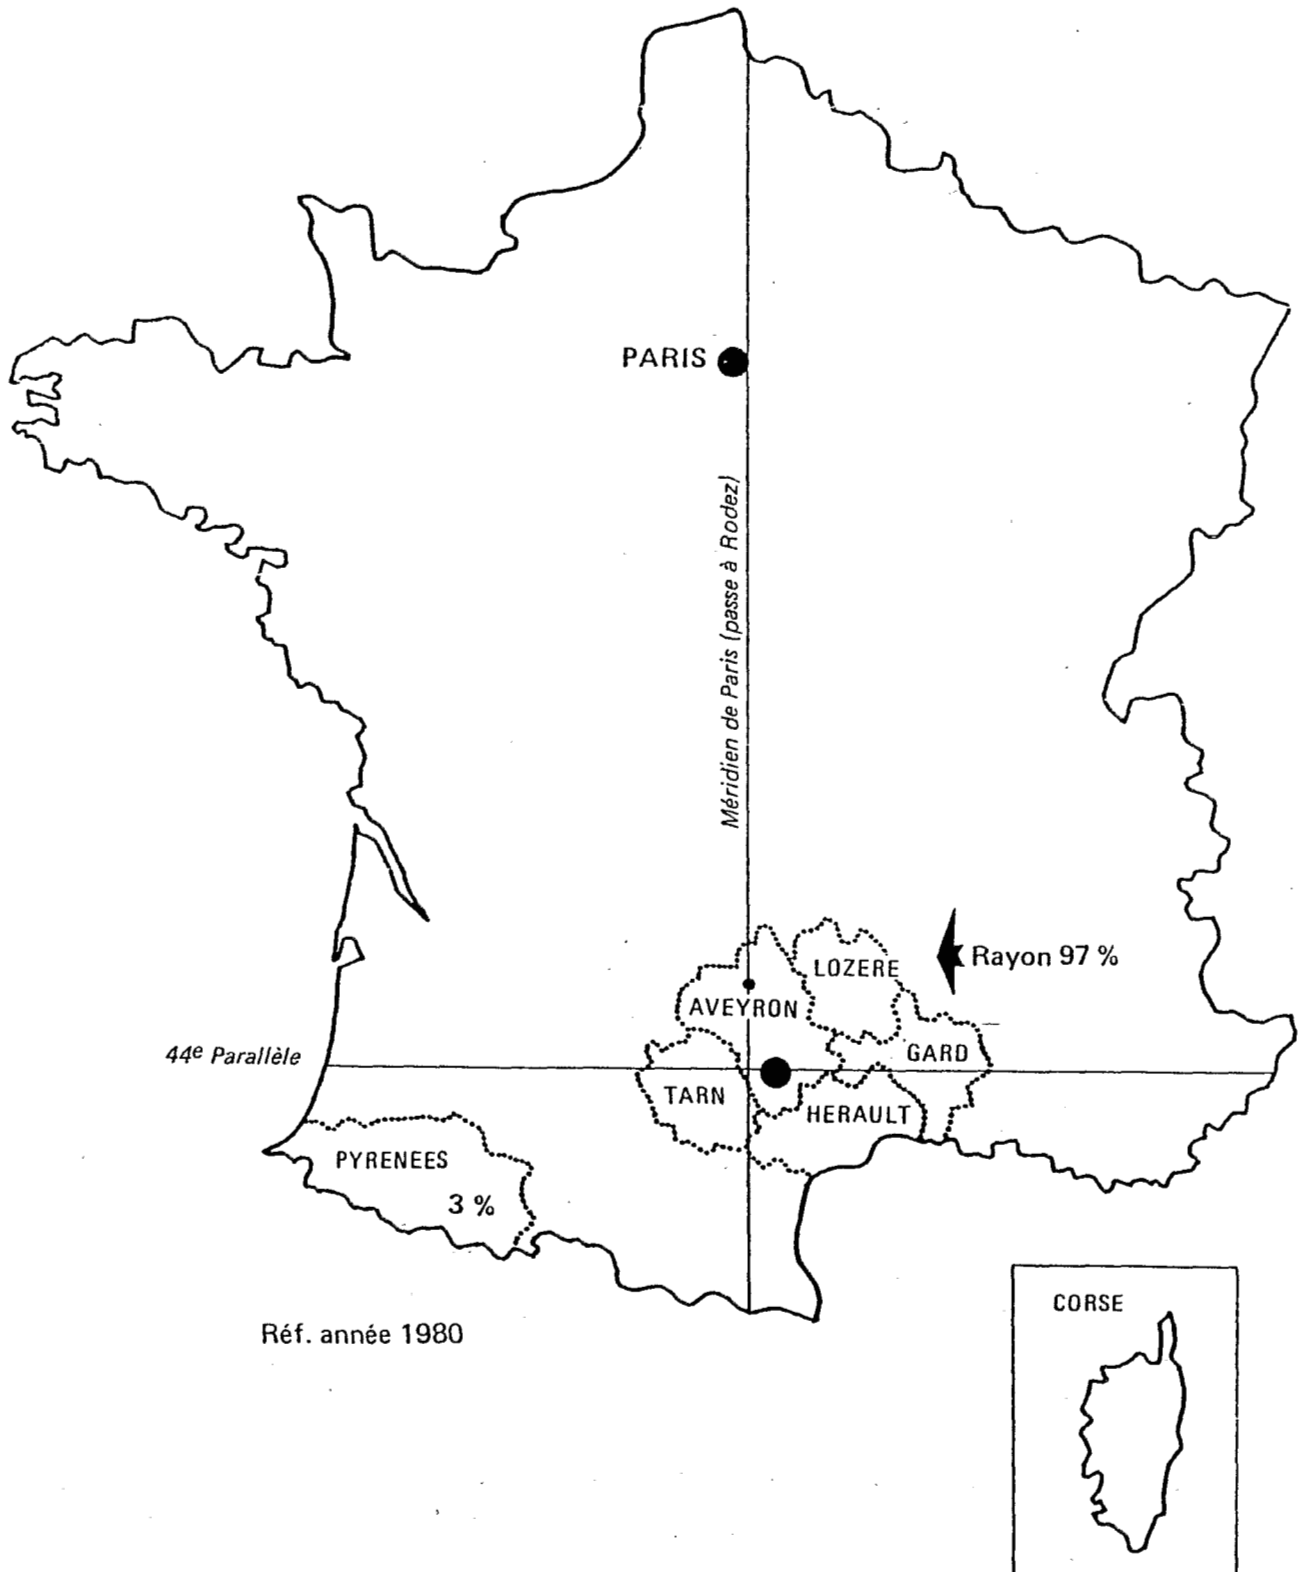 PARIS
Méridien de Paris (passe à Rodez)
LOZERE
Rayon 97 %
AVEYRON
44e Parallèle
GARD
TARN
HERAULT
PYRENEES
3 %
CORSE
Réf. année 1980